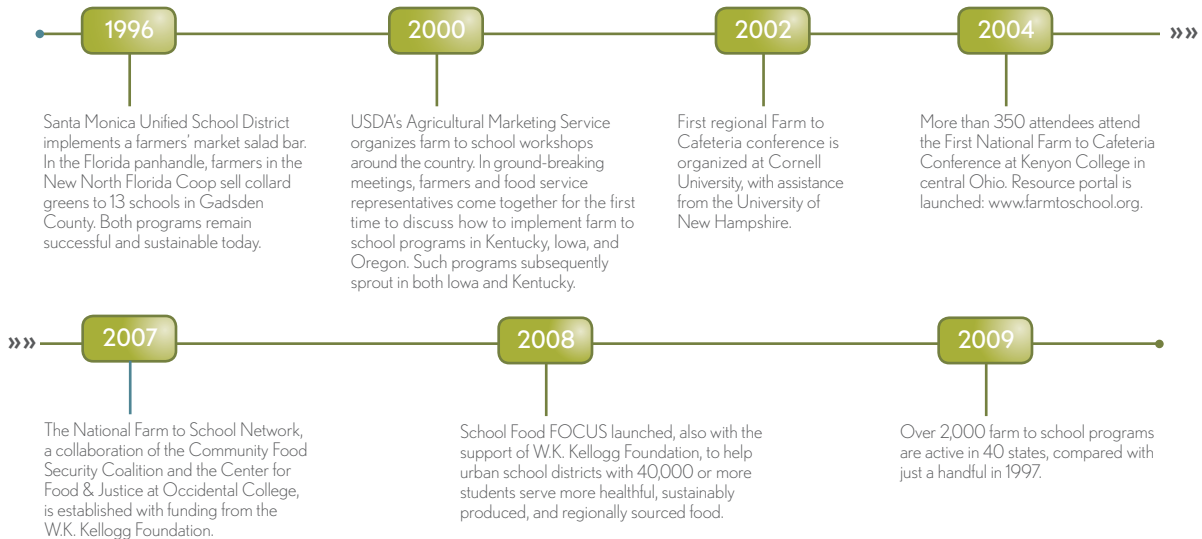 1996
2000
2002
2004
»»
Santa Monica Unified School District
implements a farmers’ market salad bar.
In the Florida panhandle, farmers in the
New North Florida Coop sell collard
greens to 13 schools in Gadsden
County. Both programs remain
successful and sustainable today.
USDA’s Agricultural Marketing Service
organizes farm to school workshops
around the country. In ground-breaking
meetings, farmers and food service
representatives come together for the first
time to discuss how to implement farm to
school programs in Kentucky, Iowa, and
Oregon. Such programs subsequently
sprout in both Iowa and Kentucky.
First regional Farm to
Cafeteria conference is
organized at Cornell
University, with assistance
from the University of
New Hampshire.
More than 350 attendees attend
the First National Farm to Cafeteria
Conference at Kenyon College in
central Ohio. Resource portal is
launched: www.farmtoschool.org.
»»
2007
2008
2009
The National Farm to School Network,
a collaboration of the Community Food
Security Coalition and the Center for
Food & Justice at Occidental College,
is established with funding from the
W.K. Kellogg Foundation.
School Food FOCUS launched, also with the
support of W.K. Kellogg Foundation, to help
urban school districts with 40,000 or more
students serve more healthful, sustainably
produced, and regionally sourced food.
Over 2,000 farm to school programs
are active in 40 states, compared with
just a handful in 1997.